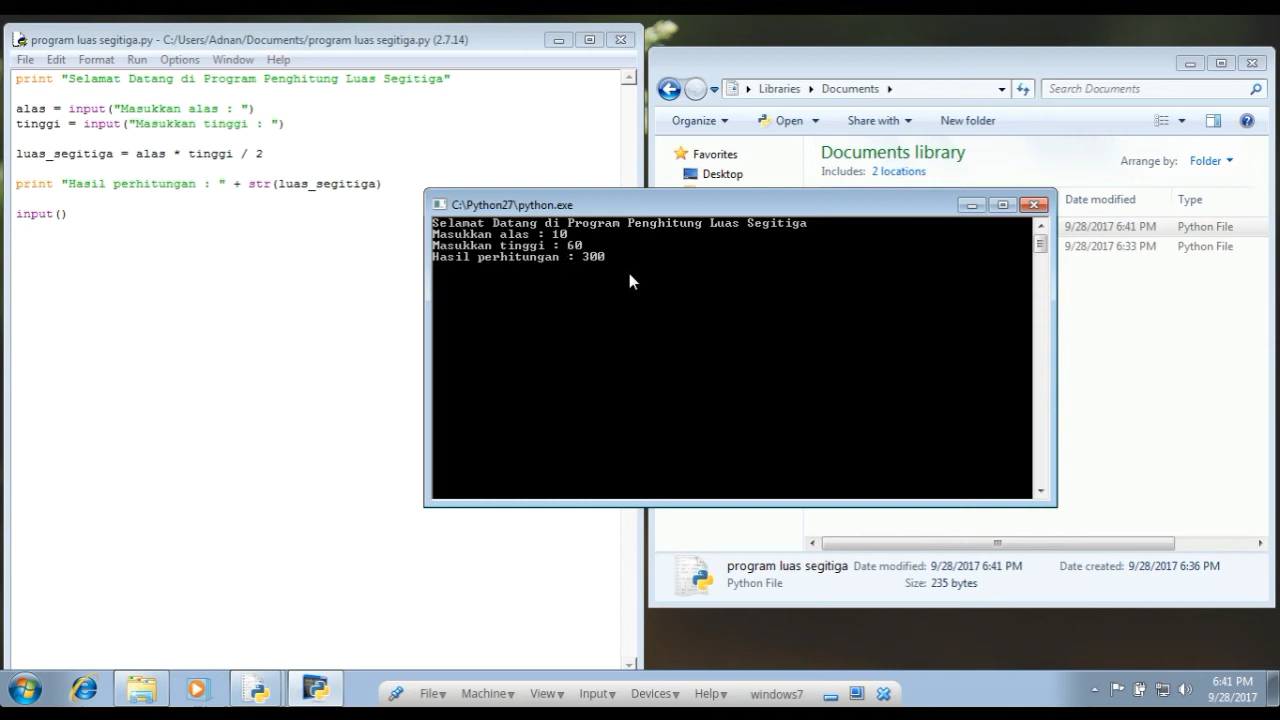 program luas segitiga.py - C:/Users/Adnan/Documents/program luas segitiga.py (2.7.14)
File Edit Format Run Options Window Help
print "Selamat Datang di Program Penghitung Luas Segitiga"
alas = input("Masukkan alas : ")
tinggi = input("Masukkan tinggi : ")
luas_segitiga = alas * tinggi / 2
print "Hasil perhitungan : " + str(luas_segitiga)
input()
Libraries Documents
Search Documents
Organize Open Share with New folder
Favorites
Desktop
Documents library
Includes: 2 locations
Arrange by: Folder
Date modified Type
9/28/2017 6:41 PM Python File
9/28/2017 6:33 PM Python File
C:\Python27\python.exe
Selamat Datang di Program Penghitung Luas Segitiga
Masukkan alas : 10
Masukkan tinggi : 60
Hasil perhitungan : 300
program luas segitiga Date modified: 9/28/2017 6:41 PM Date created: 9/28/2017 6:36 PM
Python File Size: 235 bytes
File Machine View Input Devices Help windows7
6:41 PM
9/28/2017